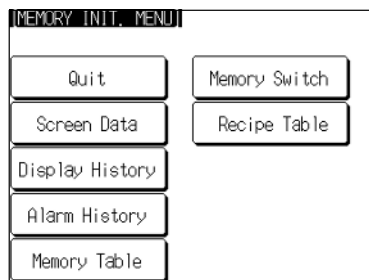 [MEMORY INIT. MENU]
Quit
Memory Switch
Screen Data
Recipe Table
Display History
Alarm History
Memory Table